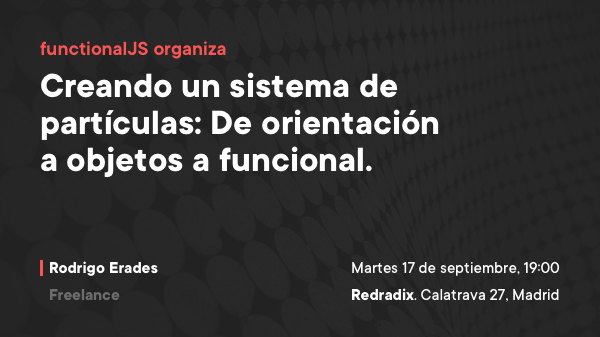 functionalJS organiza
Creando un sistema de
partículas: De orientación
a objetos a funcional.
Rodrigo Erades
Freelance
Martes 17 de septiembre, 19:00
Redradix. Calatrava 27, Madrid